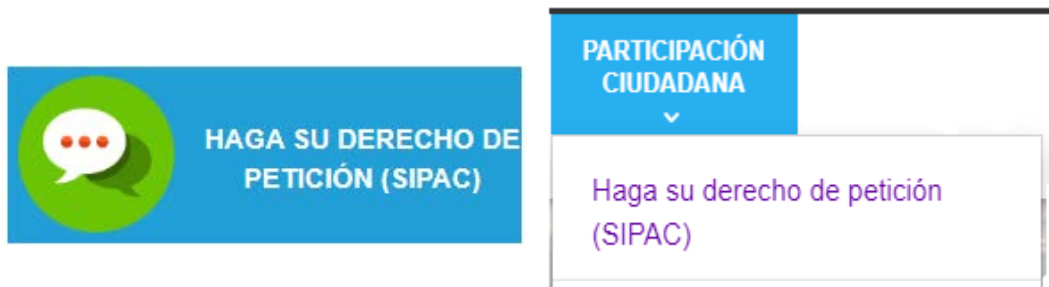 HAGA SU DERECHO DE
PETICIÓN (SIPAC)
PARTICIPACIÓN
CIUDADANA
Haga su derecho de petición
(SIPAC)